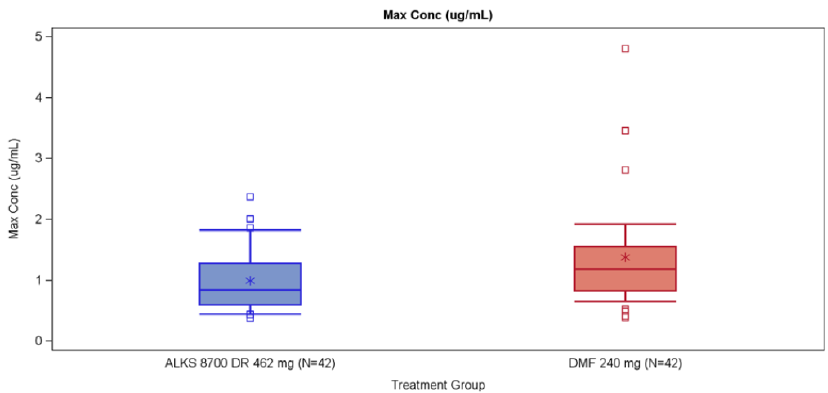 Max Conc (ug/mL)
5
4
3
2
1
0
Max Conc (ug/mL)
ALKS 8700 DR 462 mg (N=42)
DMF 240 mg (N=42)
Treatment Group